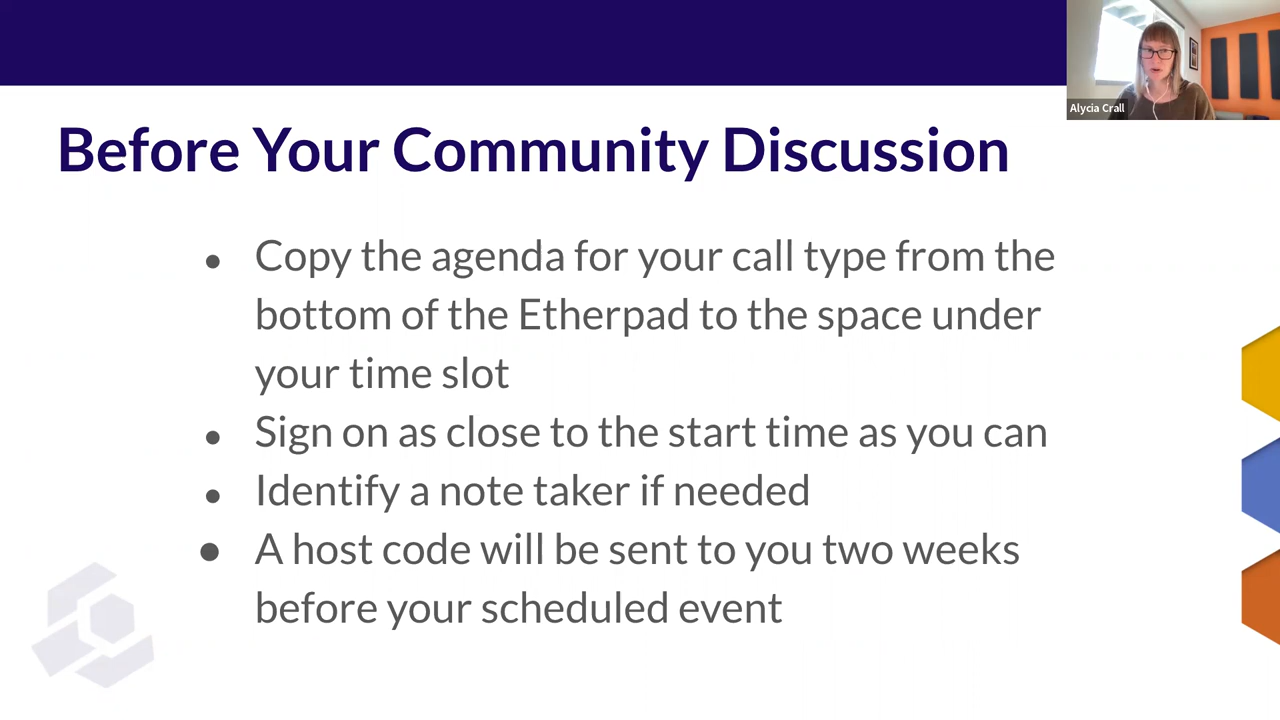 Alycia Crall
Before Your Community Discussion
● Copy the agenda for your call type from the
bottom of the Etherpad to the space under
your time slot
● Sign on as close to the start time as you can
● Identify a note taker if needed
● A host code will be sent to you two weeks
before your scheduled event